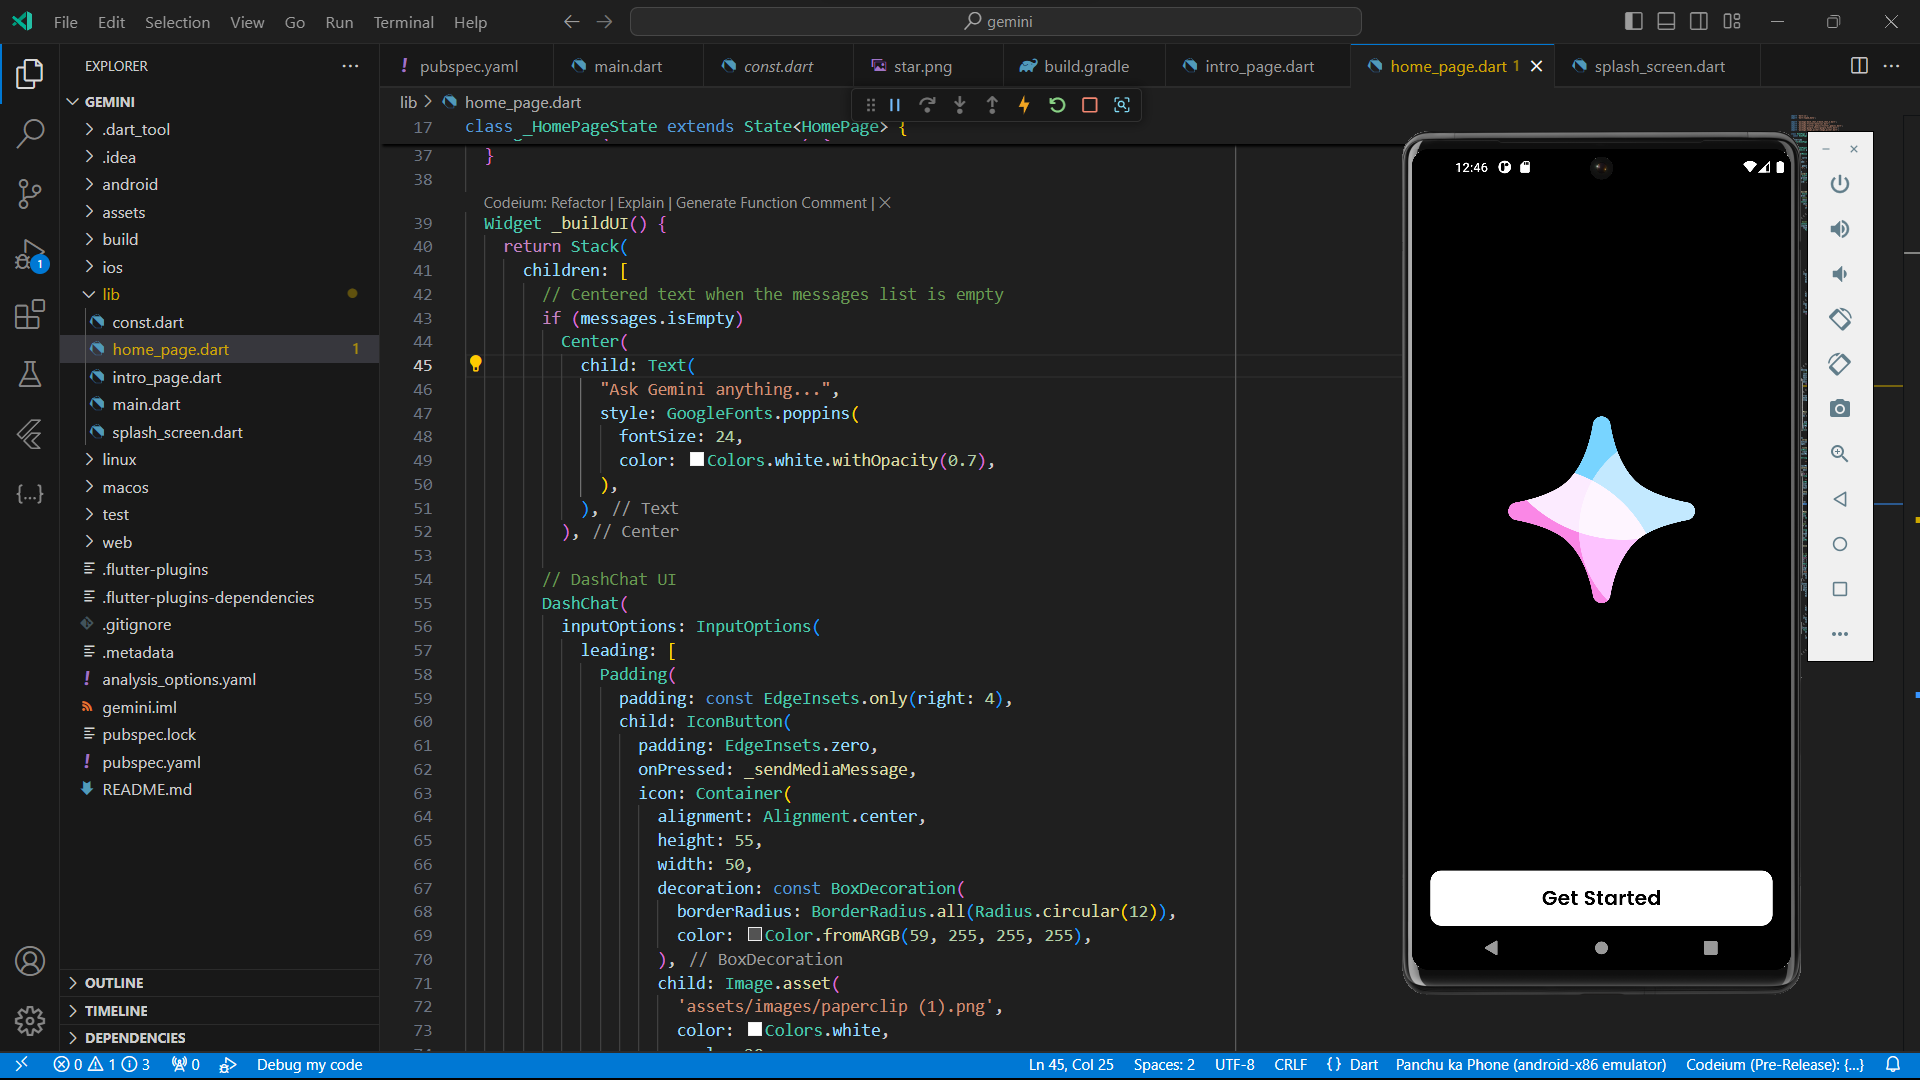 File Edit Selection View Go Run Terminal Help
gemini
EXPLORER
pubspec.yaml
main.dart
const.dart
star.png
build.gradle
intro_page.dart
home_page.dart 1
splash_screen.dart
GEMINI
.dart_tool
.idea
android
assets
build
ios
lib
const.dart
home_page.dart 1
intro_page.dart
main.dart
splash_screen.dart
linux
macos
test
web
.flutter-plugins
.flutter-plugins-dependencies
.gitignore
.metadata
analysis_options.yaml
gemini.iml
pubspec.lock
pubspec.yaml
README.md
OUTLINE
TIMELINE
DEPENDENCIES
1
lib > home_page.dart
17 class _HomePageState extends State<HomePage> {
37 }
38
Codeium: Refactor | Explain | Generate Function Comment | X
39 Widget _buildUI() {
40 return Stack(
41 children: [
42 // Centered text when the messages list is empty
43 if (messages.isEmpty)
44 Center(
45 child: Text(
46 "Ask Gemini anything...",
47 style: GoogleFonts.poppins(
48 fontSize: 24,
49 color: Colors.white.withOpacity(0.7),
50 ),
51 ), // Text
52 ), // Center
53
54 // DashChat UI
55 DashChat(
56 inputOptions: InputOptions(
57 leading: [
58 Padding(
59 padding: const EdgeInsets.only(right: 4),
60 child: IconButton(
61 padding: EdgeInsets.zero,
62 onPressed: _sendMediaMessage,
63 icon: Container(
64 alignment: Alignment.center,
65 height: 55,
66 width: 50,
67 decoration: const BoxDecoration(
68 borderRadius: BorderRadius.all(Radius.circular(12)),
69 color: Color.fromARGB(59, 255, 255, 255),
70 ), // BoxDecoration
71 child: Image.asset(
72 'assets/images/paperclip (1).png',
73 color: Colors.white,
12:46
Get Started
0 1 3 0 Debug my code
Ln 45, Col 25 Spaces: 2 UTF-8 CRLF {} Dart Panchu ka Phone (android-x86 emulator) Codeium (Pre-Release): {...}